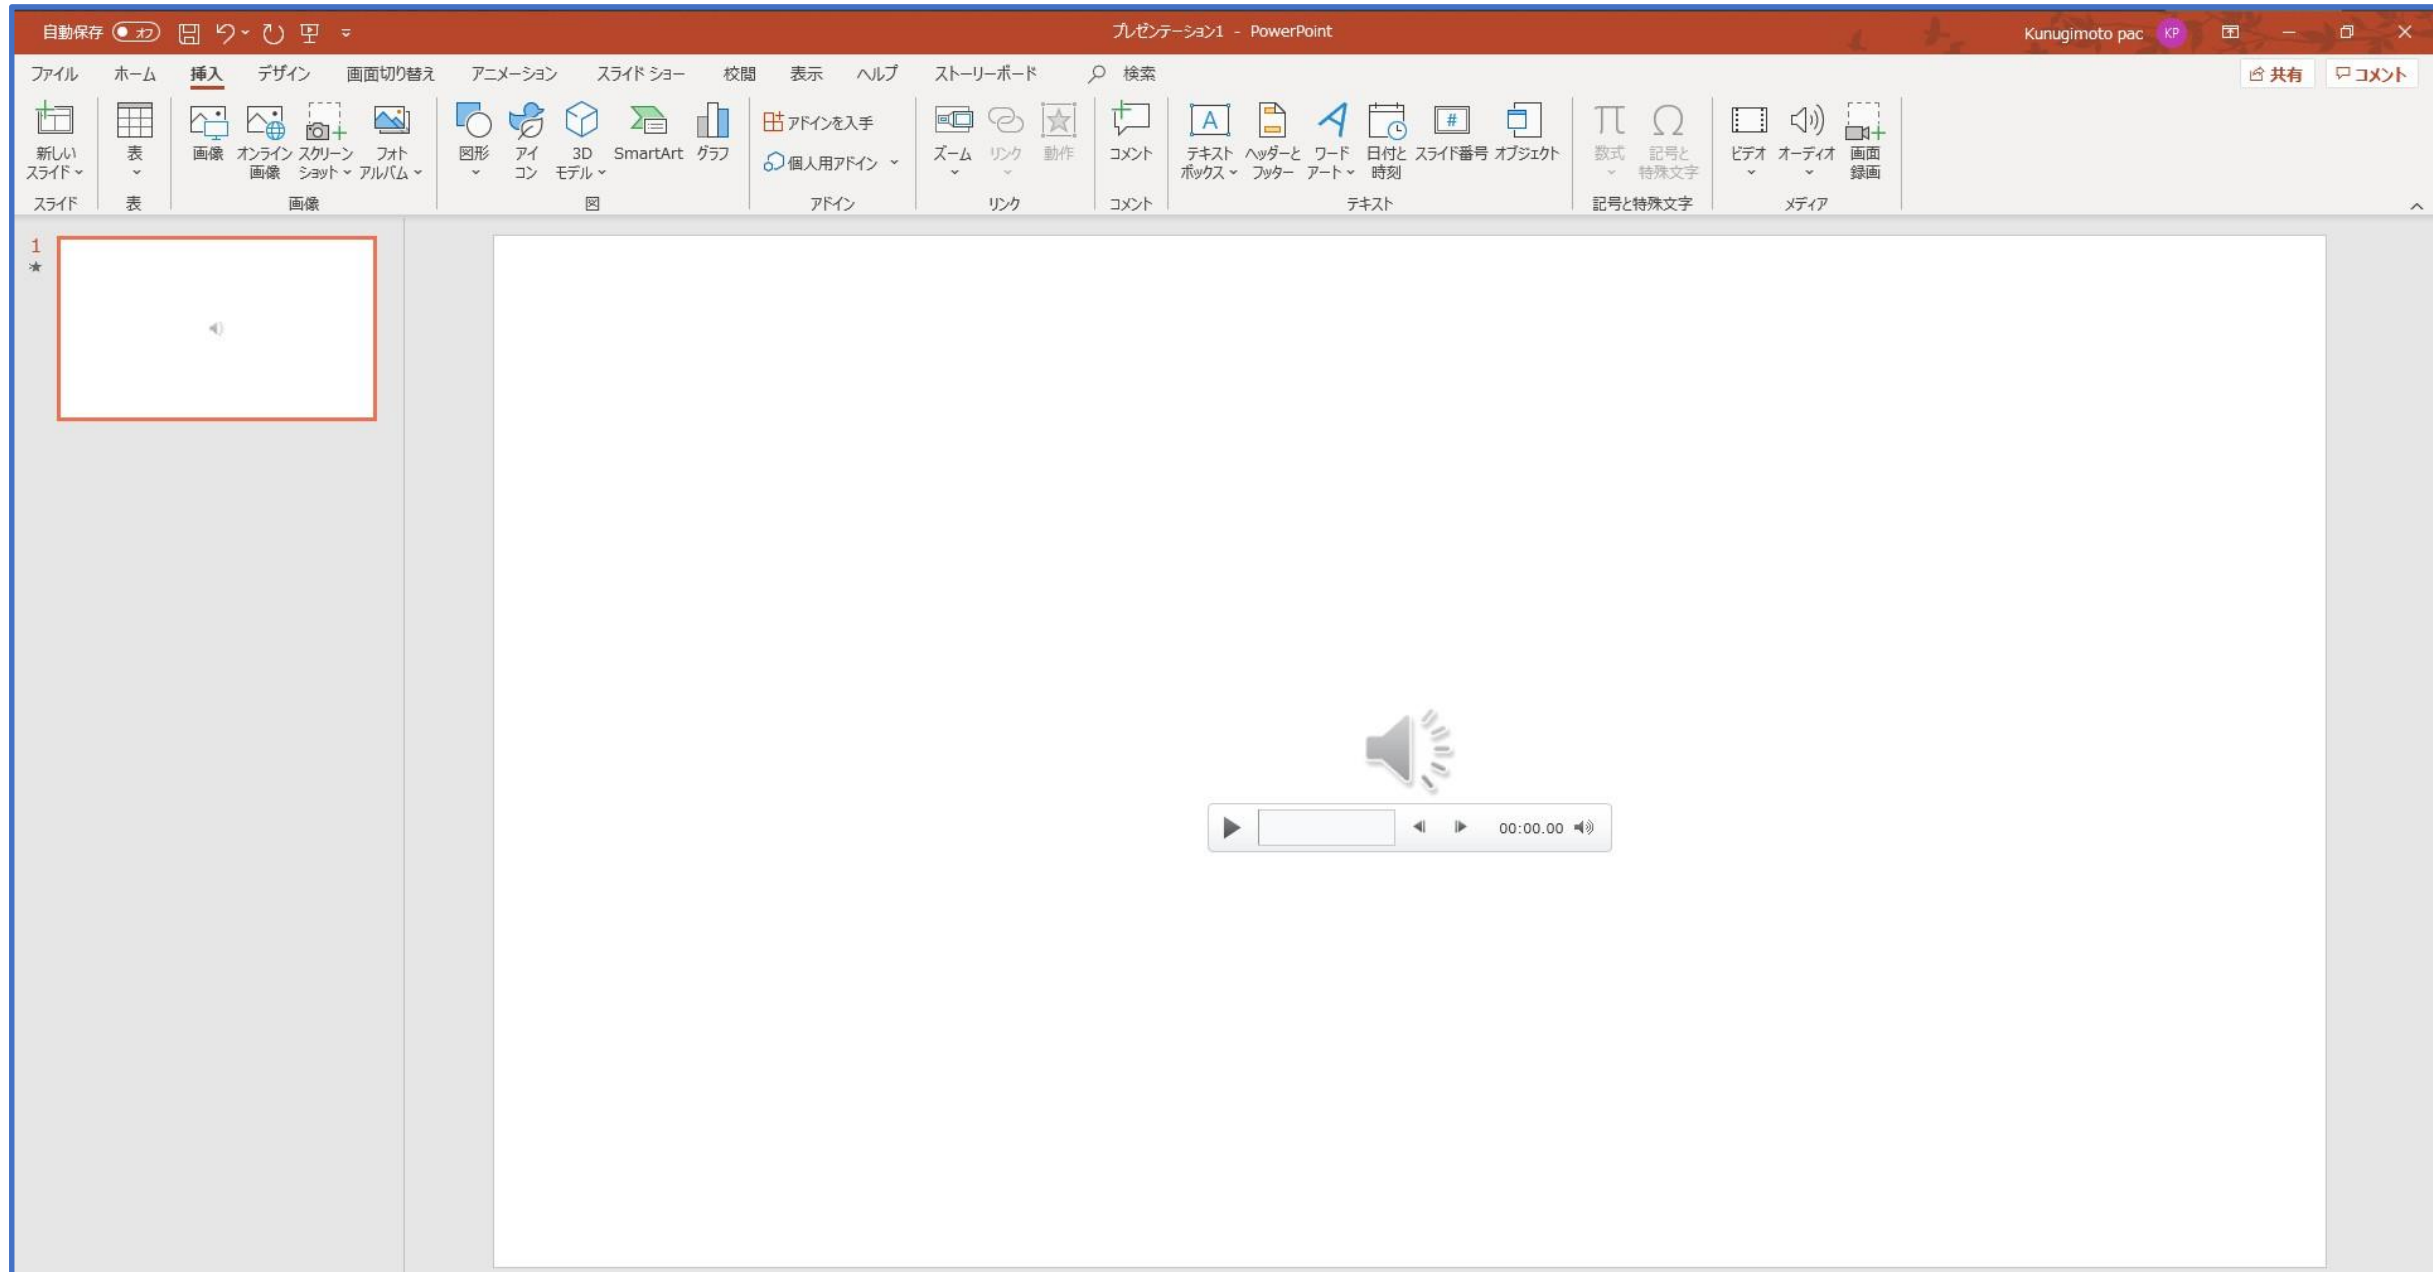 自動保存 オフ プレゼンテーション1 - PowerPoint Kunugimoto pac KP
ファイル ホーム 挿入 デザイン 画面切り替え アニメーション スライド ショー 校閲 表示 ヘルプ ストーリーボード 検索 共有 コメント
新しい
スライド
表
画像
オンライン
画像
スクリーン
ショット
フォト
アルバム
図形
アイ
コン
3D
モデル
SmartArt
グラフ
アドインを入手
個人用アドイン
ズーム
リンク
動作
コメント
テキスト
ボックス
ヘッダーと
フッター
ワード
アート
日付と
時刻
スライド番号
オブジェクト
数式
記号と
特殊文字
ビデオ
オーディオ
画面
録画
スライド 表 画像 図 アドイン リンク コメント テキスト 記号と特殊文字 メディア
1
00:00.00